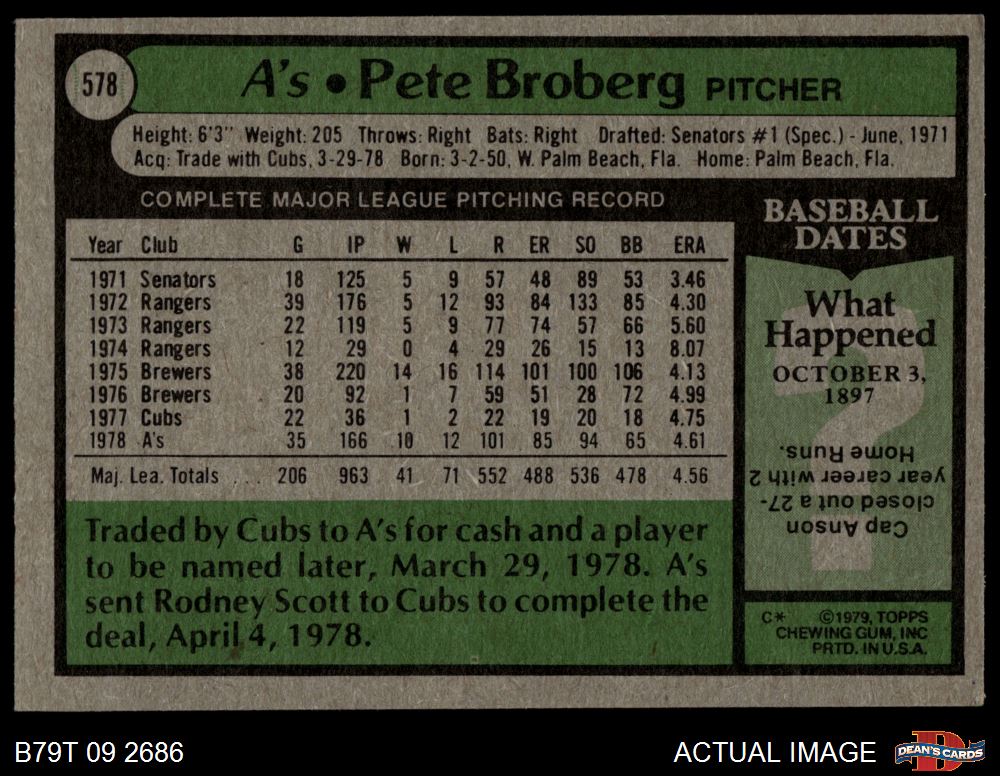 578
A's • Pete Broberg PITCHER
Height: 6'3" Weight: 205 Throws: Right Bats: Right Drafted: Senators #1 (Spec.) - June, 1971
Acq: Trade with Cubs, 3-29-78 Born: 3-2-50, W. Palm Beach, Fla. Home: Palm Beach, Fla.
COMPLETE MAJOR LEAGUE PITCHING RECORD
Year Club G IP W L R ER SO BB ERA
1971 Senators 18 125 5 9 57 48 89 53 3.46
1972 Rangers 39 176 5 12 93 84 133 85 4.30
1973 Rangers 22 119 5 9 77 74 57 66 5.60
1974 Rangers 12 29 0 4 29 26 15 13 8.07
1975 Brewers 38 220 14 16 114 101 100 106 4.13
1976 Brewers 20 92 1 7 59 51 28 72 4.99
1977 Cubs 22 36 1 2 22 19 20 18 4.75
1978 A's 35 166 10 12 101 85 94 65 4.61
Maj. Lea. Totals . . . 206 963 41 71 552 488 536 478 4.56
Traded by Cubs to A's for cash and a player
to be named later, March 29, 1978. A's
sent Rodney Scott to Cubs to complete the
deal, April 4, 1978.
BASEBALL
DATES
What
Happened
OCTOBER 3,
1897
?
Cap Anson
closed out a 27-
year career with 2
Home Runs.
C* ©1979, TOPPS
CHEWING GUM, INC
PRTD. IN U.S.A.
B79T 09 2686
ACTUAL IMAGE
D
DEAN'S CARDS